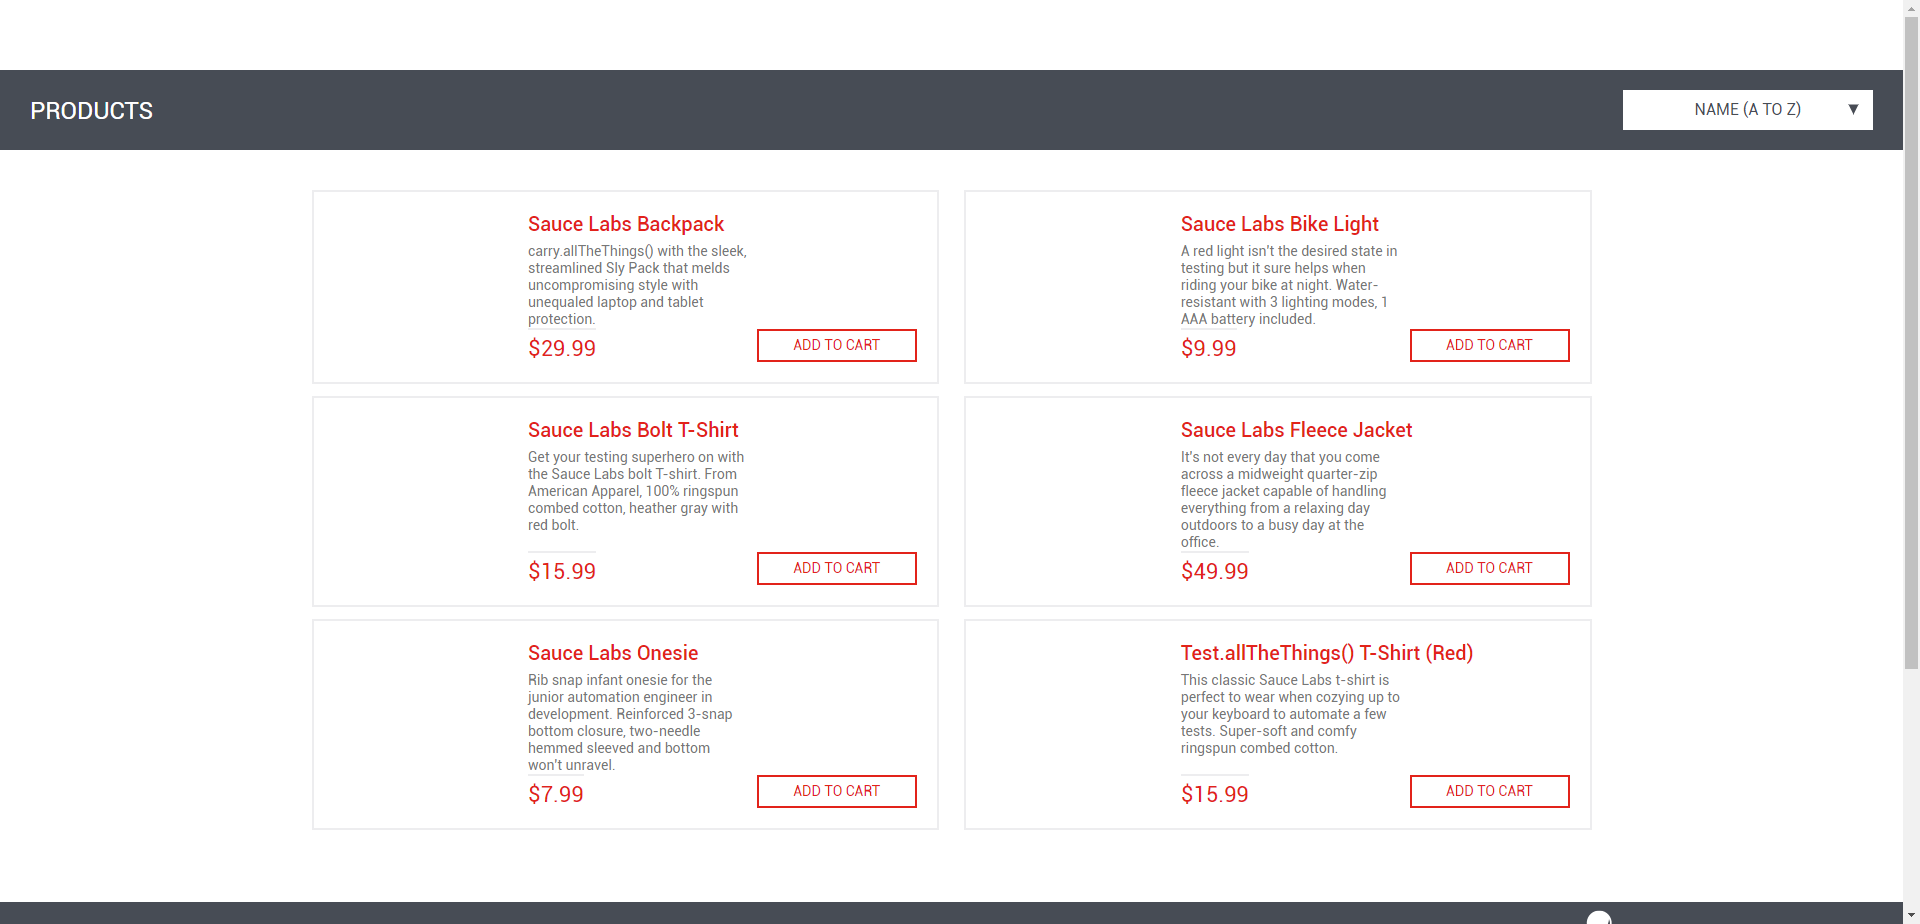 PRODUCTS
NAME (A TO Z)
Sauce Labs Backpack
carry.allTheThings() with the sleek,
streamlined Sly Pack that melds
uncompromising style with
unequaled laptop and tablet
protection.
$29.99
ADD TO CART
Sauce Labs Bike Light
A red light isn't the desired state in
testing but it sure helps when
riding your bike at night. Water-
resistant with 3 lighting modes, 1
AAA battery included.
$9.99
ADD TO CART
Sauce Labs Bolt T-Shirt
Get your testing superhero on with
the Sauce Labs bolt T-shirt. From
American Apparel, 100% ringspun
combed cotton, heather gray with
red bolt.
$15.99
ADD TO CART
Sauce Labs Fleece Jacket
It's not every day that you come
across a midweight quarter-zip
fleece jacket capable of handling
everything from a relaxing day
outdoors to a busy day at the
office.
$49.99
ADD TO CART
Sauce Labs Onesie
Rib snap infant onesie for the
junior automation engineer in
development. Reinforced 3-snap
bottom closure, two-needle
hemmed sleeved and bottom
won't unravel.
$7.99
ADD TO CART
Test.allTheThings() T-Shirt (Red)
This classic Sauce Labs t-shirt is
perfect to wear when cozying up to
your keyboard to automate a few
tests. Super-soft and comfy
ringspun combed cotton.
$15.99
ADD TO CART